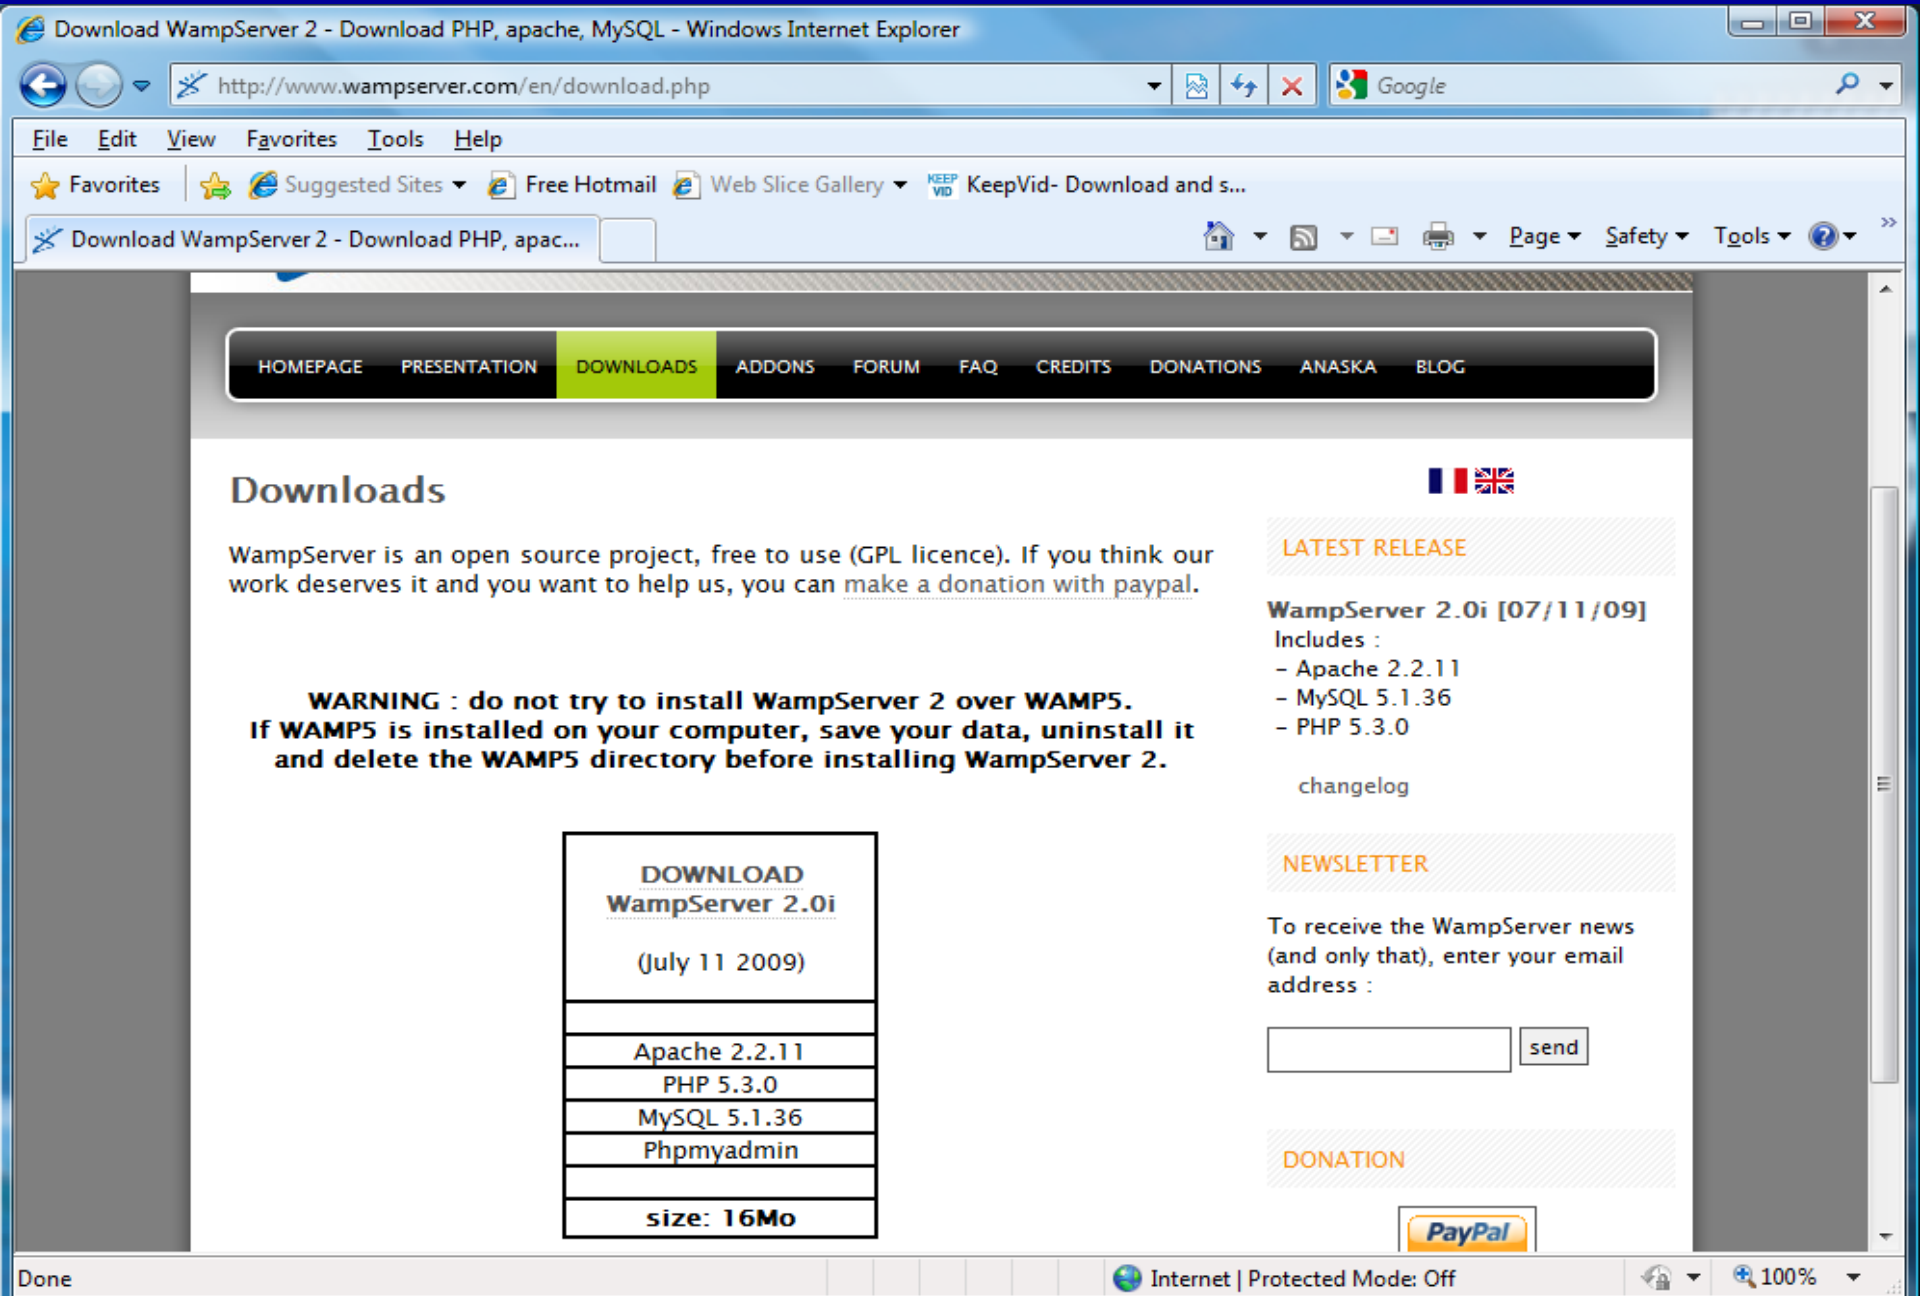 Download WampServer 2 - Download PHP, apache, MySQL - Windows Internet Explorer
http://www.wampserver.com/en/download.php
Google
File Edit View Favorites Tools Help
Favorites Suggested Sites Free Hotmail Web Slice Gallery KEEP VID KeepVid- Download and s...
Download WampServer 2 - Download PHP, apac...
Page Safety Tools
HOMEPAGE PRESENTATION DOWNLOADS ADDONS FORUM FAQ CREDITS DONATIONS ANASKA BLOG
Downloads
WampServer is an open source project, free to use (GPL licence). If you think our
work deserves it and you want to help us, you can make a donation with paypal.
WARNING : do not try to install WampServer 2 over WAMP5.
If WAMP5 is installed on your computer, save your data, uninstall it
and delete the WAMP5 directory before installing WampServer 2.
DOWNLOAD
WampServer 2.0i
(July 11 2009)
Apache 2.2.11
PHP 5.3.0
MySQL 5.1.36
Phpmyadmin
size: 16Mo
LATEST RELEASE
WampServer 2.0i [07/11/09]
Includes :
- Apache 2.2.11
- MySQL 5.1.36
- PHP 5.3.0
changelog
NEWSLETTER
To receive the WampServer news
(and only that), enter your email
address :
send
DONATION
PayPal
Done
Internet | Protected Mode: Off
100%